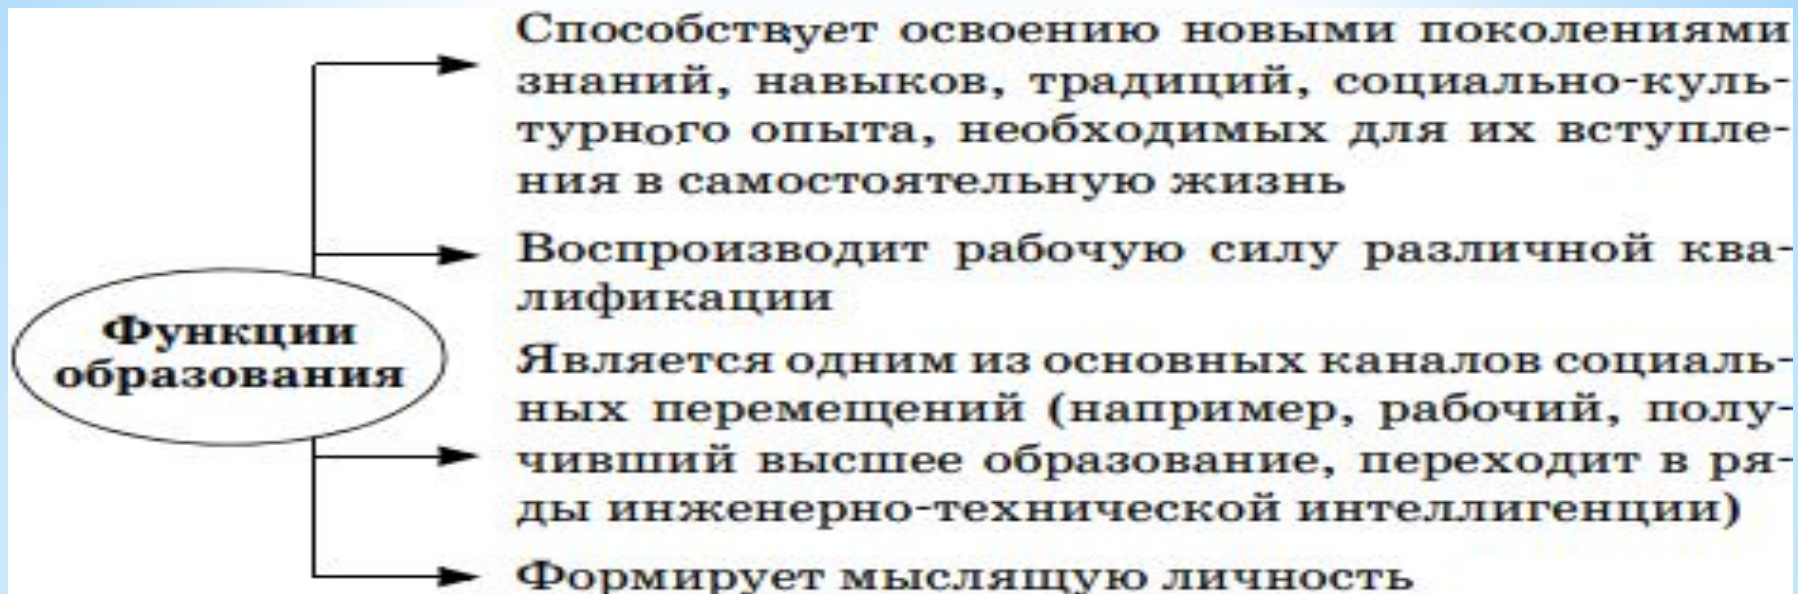 Способствует освоению новыми поколениями
знаний, навыков, традиций, социально-куль-
турного опыта, необходимых для их вступле-
ния в самостоятельную жизнь
Воспроизводит рабочую силу различной ква-
лификации
Функции
образования
Является одним из основных каналов социаль-
ных перемещений (например, рабочий, полу-
чивший высшее образование, переходит в ря-
ды инженерно-технической интеллигенции)
Формирует мыслящую личность